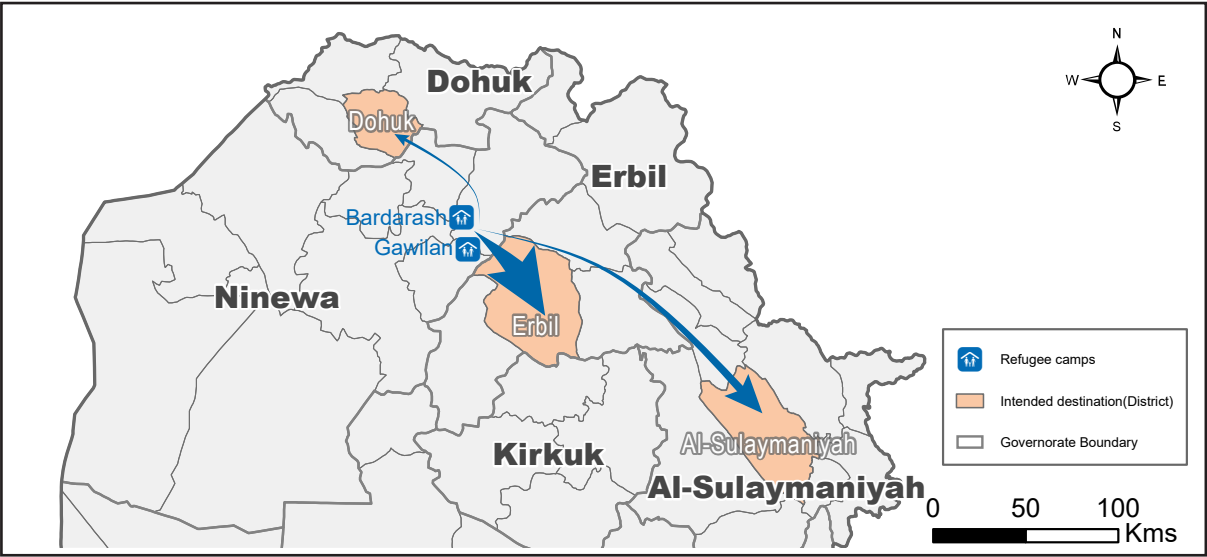 N
W E
S
Dohuk
Dohuk
Erbil
Bardarash
Gawilan
Ninewa
Erbil
Al-Sulaymaniyah
Kirkuk
Al-Sulaymaniyah
Refugee camps
Intended destination(District)
Governorate Boundary
0 50 100
Kms